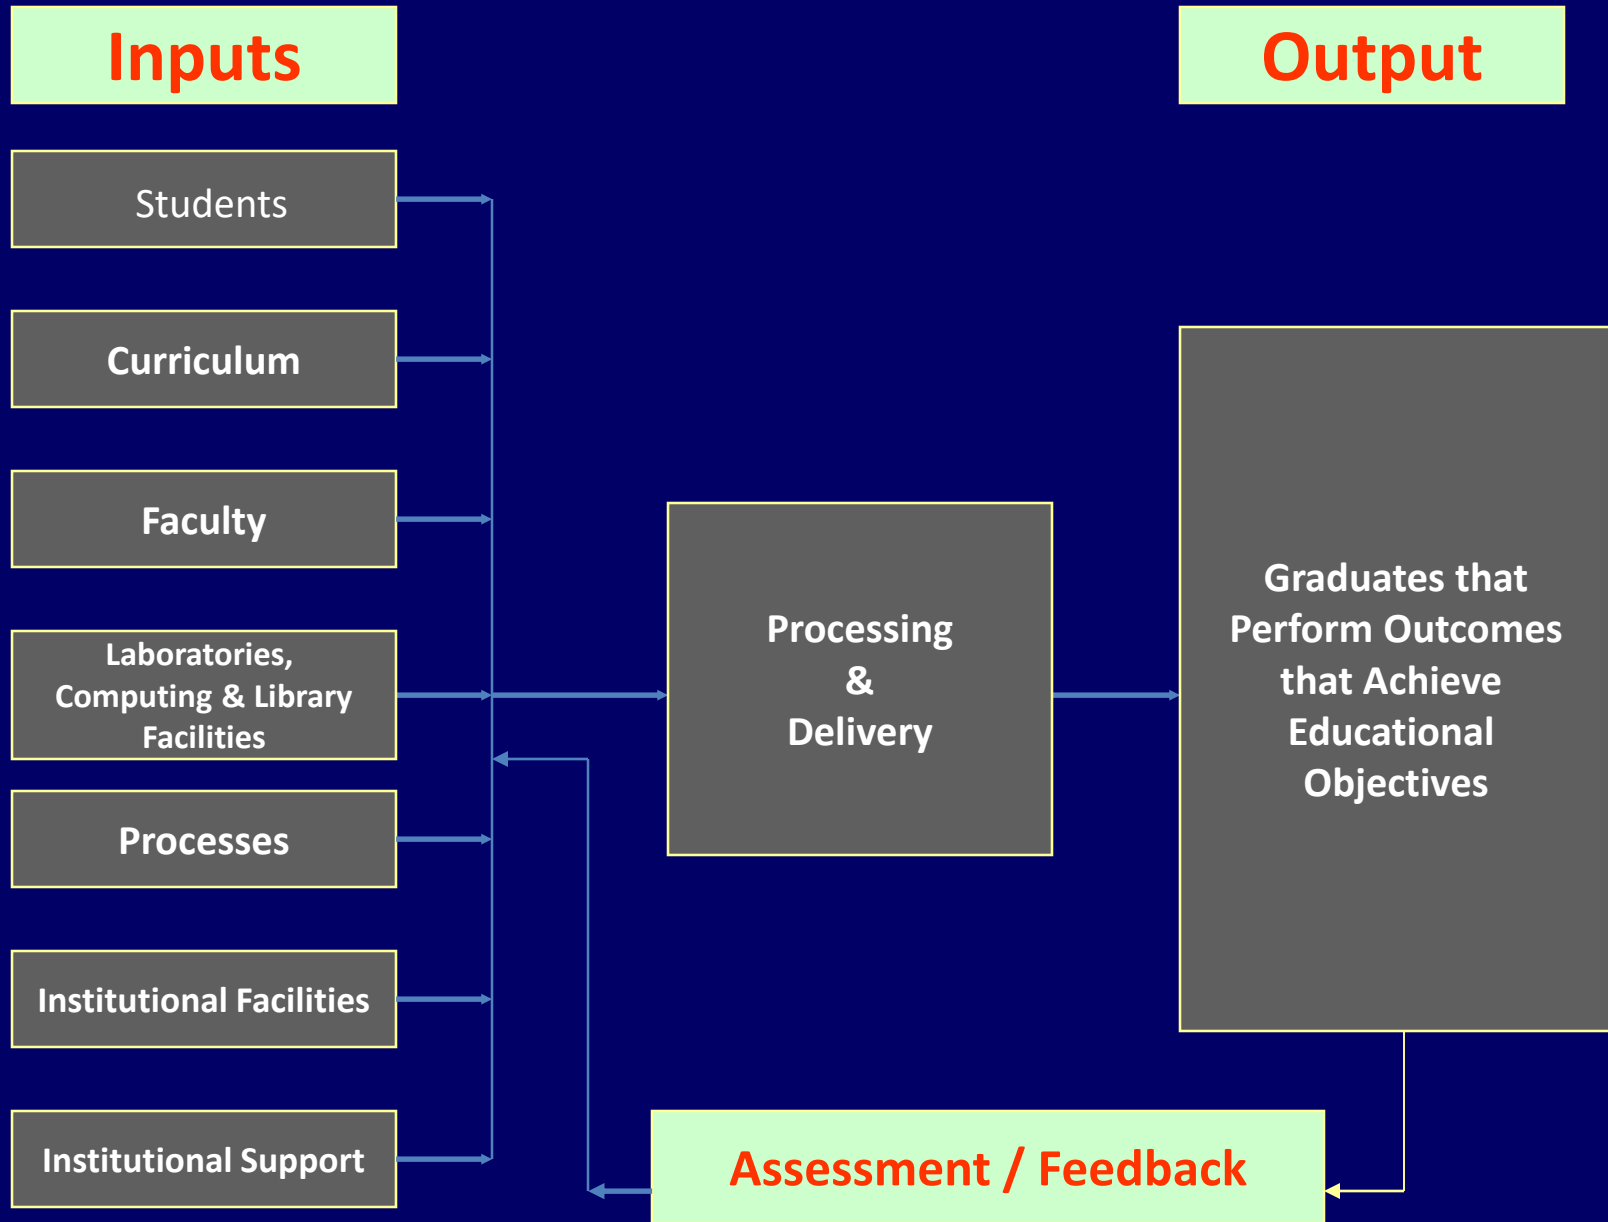 Inputs
Output
Students
Curriculum
Faculty
Laboratories,
Computing & Library
Facilities
Processes
Institutional Facilities
Institutional Support
Processing
&
Delivery
Graduates that
Perform Outcomes
that Achieve
Educational
Objectives
Assessment / Feedback